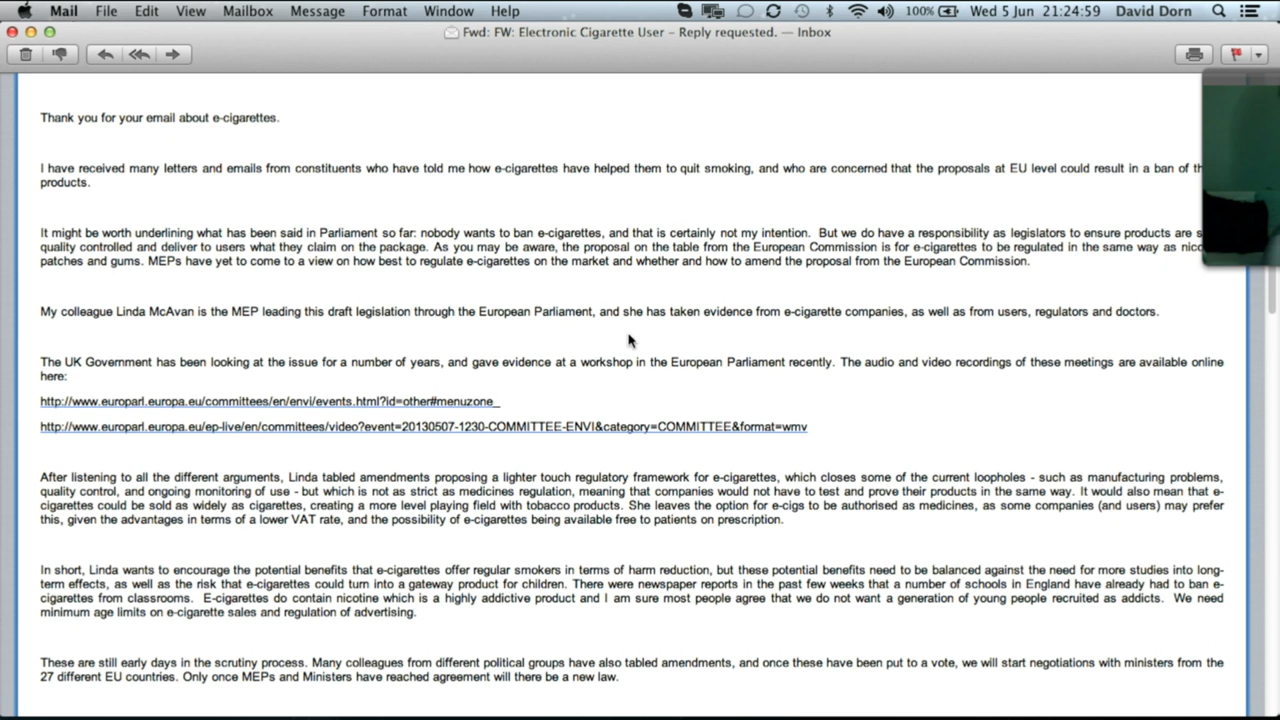 Mail File Edit View Mailbox Message Format Window Help 100% Wed 5 Jun 21:24:59 David Dorn
Fwd: FW: Electronic Cigarette User – Reply requested. — Inbox
Thank you for your email about e-cigarettes.
I have received many letters and emails from constituents who have told me how e-cigarettes have helped them to quit smoking, and who are concerned that the proposals at EU level could result in a ban of
products.
It might be worth underlining what has been said in Parliament so far: nobody wants to ban e-cigarettes, and that is certainly not my intention. But we do have a responsibility as legislators to ensure products are
quality controlled and deliver to users what they claim on the package. As you may be aware, the proposal on the table from the European Commission is for e-cigarettes to be regulated in the same way as
patches and gums. MEPs have yet to come to a view on how best to regulate e-cigarettes on the market and whether and how to amend the proposal from the European Commission.
My colleague Linda McAvan is the MEP leading this draft legislation through the European Parliament, and she has taken evidence from e-cigarette companies, as well as from users, regulators and doctors.
The UK Government has been looking at the issue for a number of years, and gave evidence at a workshop in the European Parliament recently. The audio and video recordings of these meetings are available online
here:
http://www.europarl.europa.eu/committees/en/envi/events.html?id=other#menuzone_
http://www.europarl.europa.eu/ep-live/en/committees/video?event=20130507-1230-COMMITTEE-ENVI&category=COMMITTEE&format=wmv
After listening to all the different arguments, Linda tabled amendments proposing a lighter touch regulatory framework for e-cigarettes, which closes some of the current loopholes - such as manufacturing problems,
quality control, and ongoing monitoring of use - but which is not as strict as medicines regulation, meaning that companies would not have to test and prove their products in the same way. It would also mean that e-
cigarettes could be sold as widely as cigarettes, creating a more level playing field with tobacco products. She leaves the option for e-cigs to be authorised as medicines, as some companies (and users) may prefer
this, given the advantages in terms of a lower VAT rate, and the possibility of e-cigarettes being available free to patients on prescription.
In short, Linda wants to encourage the potential benefits that e-cigarettes offer regular smokers in terms of harm reduction, but these potential benefits need to be balanced against the need for more studies into long-
term effects, as well as the risk that e-cigarettes could turn into a gateway product for children. There were newspaper reports in the past few weeks that a number of schools in England have already had to ban e-
cigarettes from classrooms. E-cigarettes do contain nicotine which is a highly addictive product and I am sure most people agree that we do not want a generation of young people recruited as addicts. We need
minimum age limits on e-cigarette sales and regulation of advertising.
These are still early days in the scrutiny process. Many colleagues from different political groups have also tabled amendments, and once these have been put to a vote, we will start negotiations with ministers from the
27 different EU countries. Only once MEPs and Ministers have reached agreement will there be a new law.